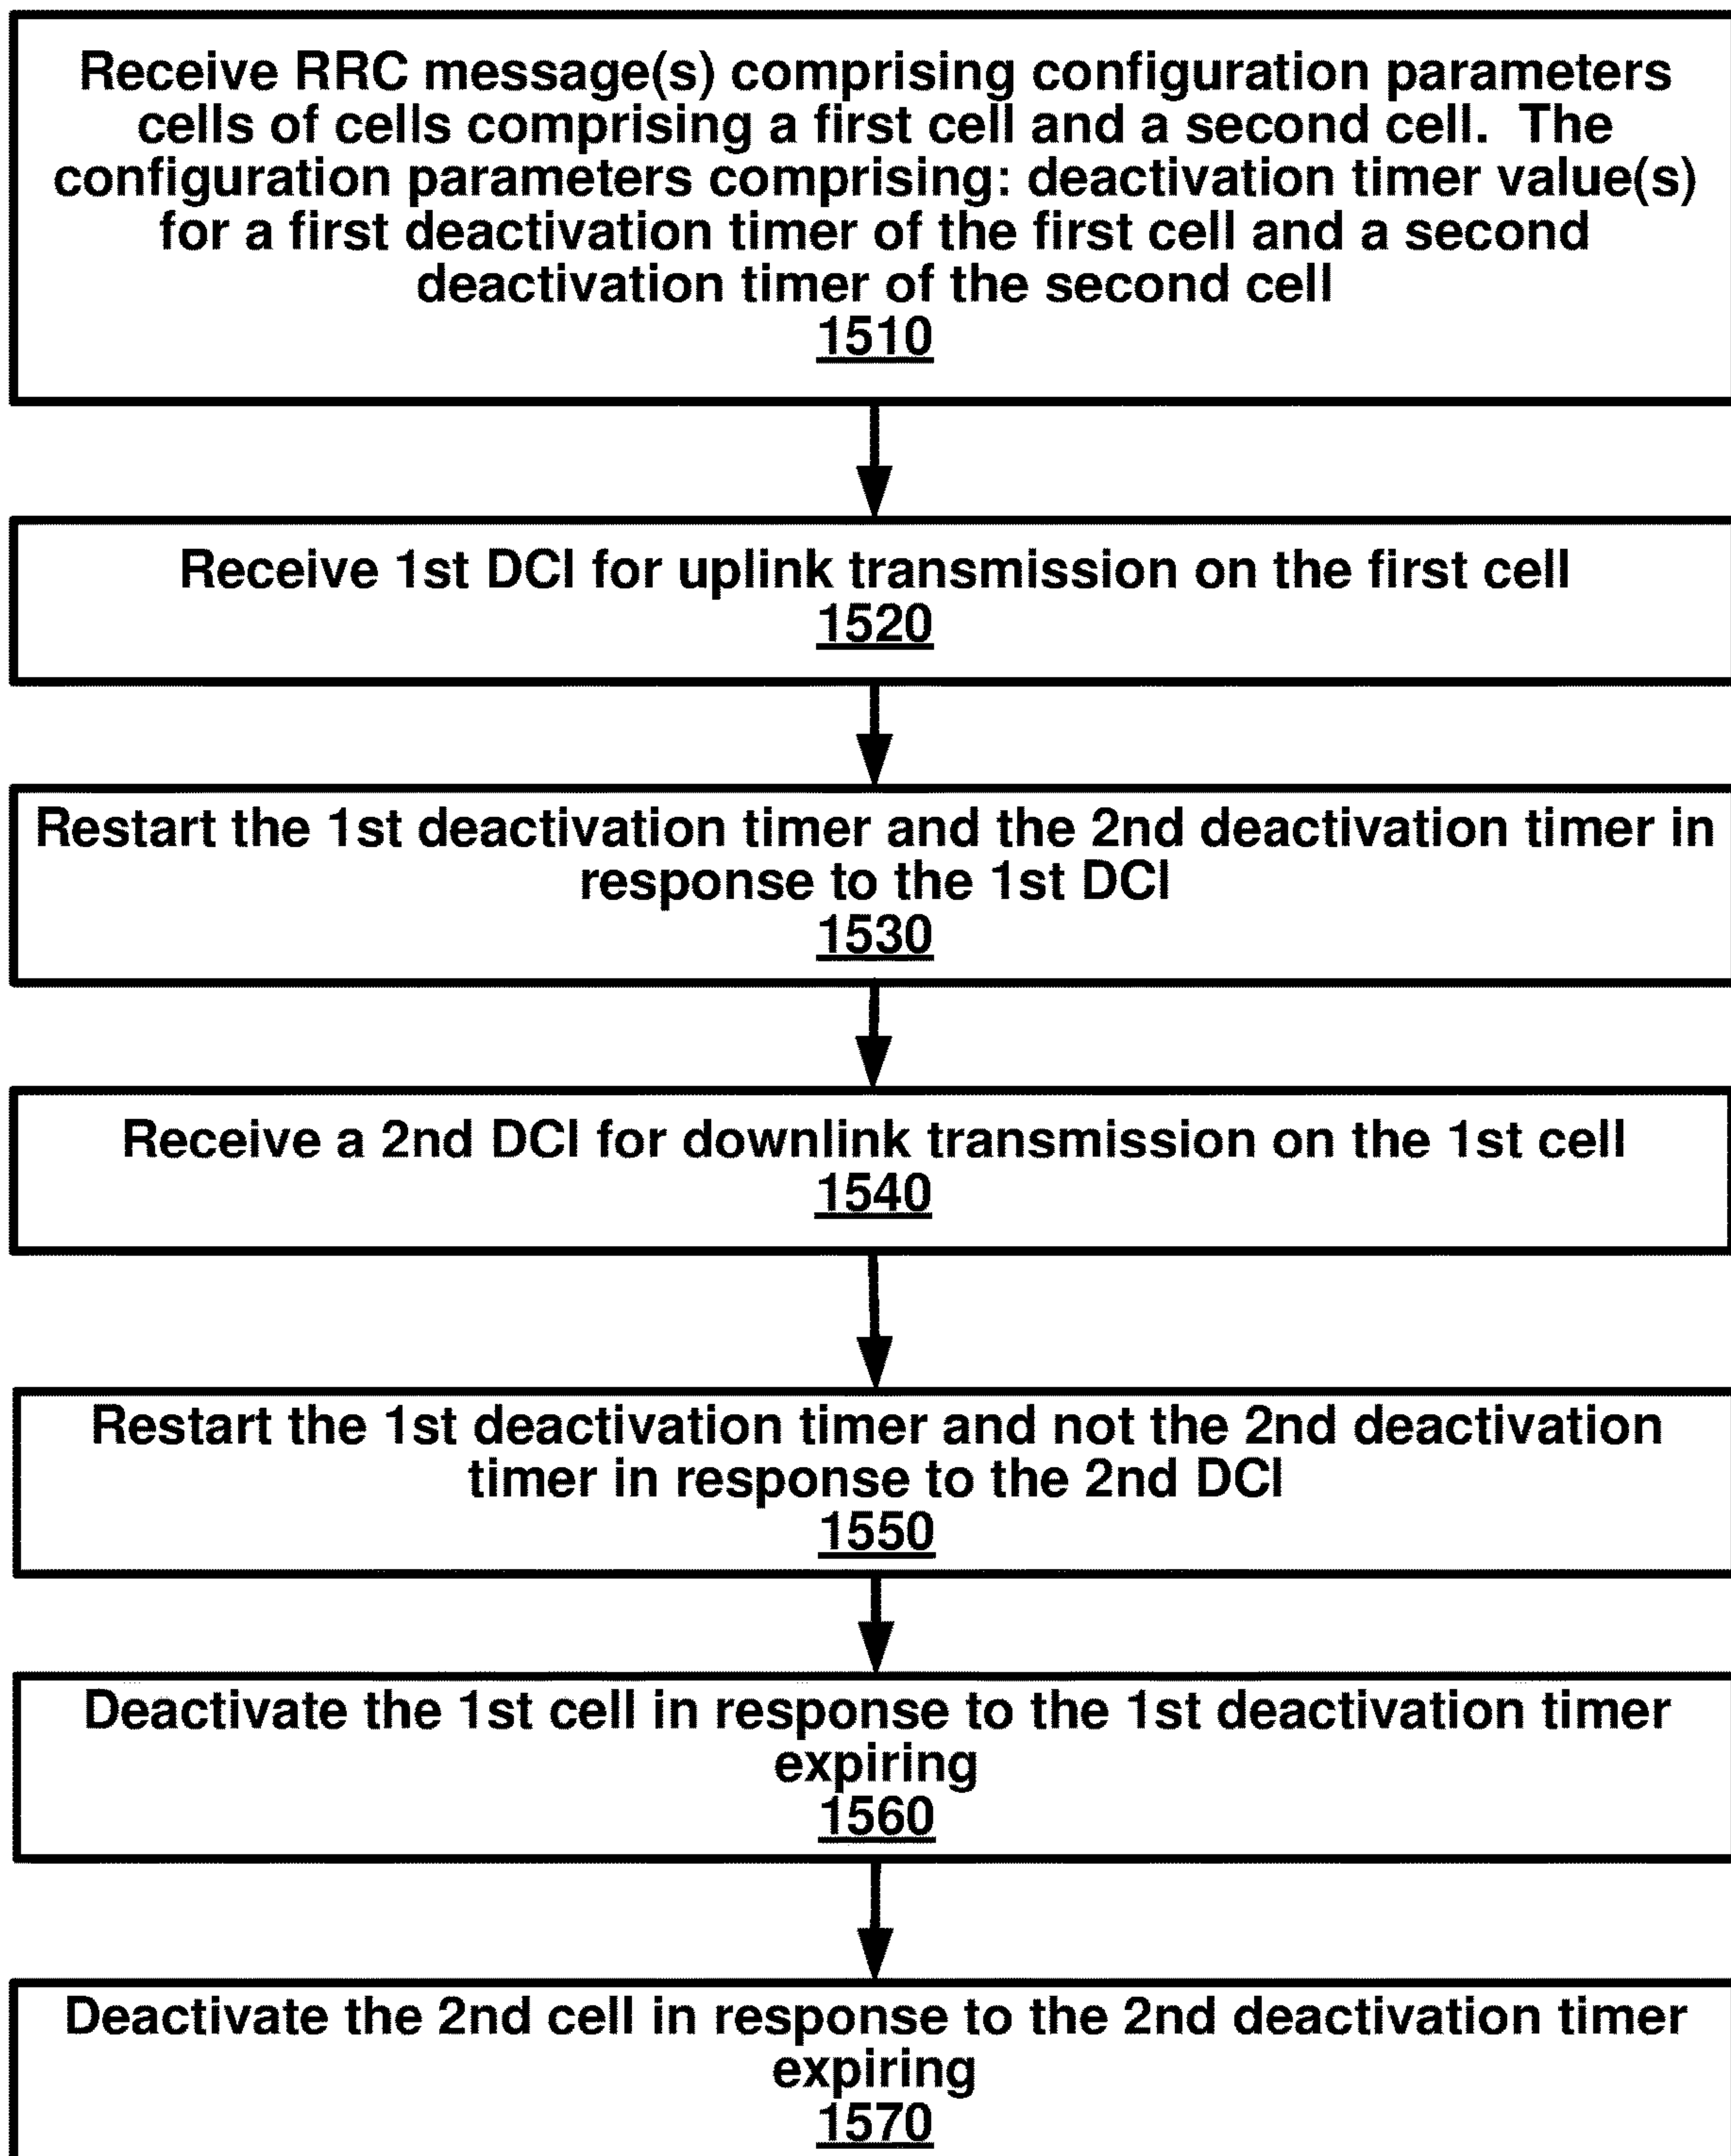 Receive RRC message(s) comprising configuration parameters
cells of cells comprising a first cell and a second cell. The
configuration parameters comprising: deactivation timer value(s)
for a first deactivation timer of the first cell and a second
deactivation timer of the second cell
1510
Receive 1st DCI for uplink transmission on the first cell
1520
Restart the 1st deactivation timer and the 2nd deactivation timer in
response to the 1st DCI
1530
Receive a 2nd DCI for downlink transmission on the 1st cell
1540
Restart the 1st deactivation timer and not the 2nd deactivation
timer in response to the 2nd DCI
1550
Deactivate the 1st cell in response to the 1st deactivation timer
expiring
1560
Deactivate the 2nd cell in response to the 2nd deactivation timer
expiring
1570